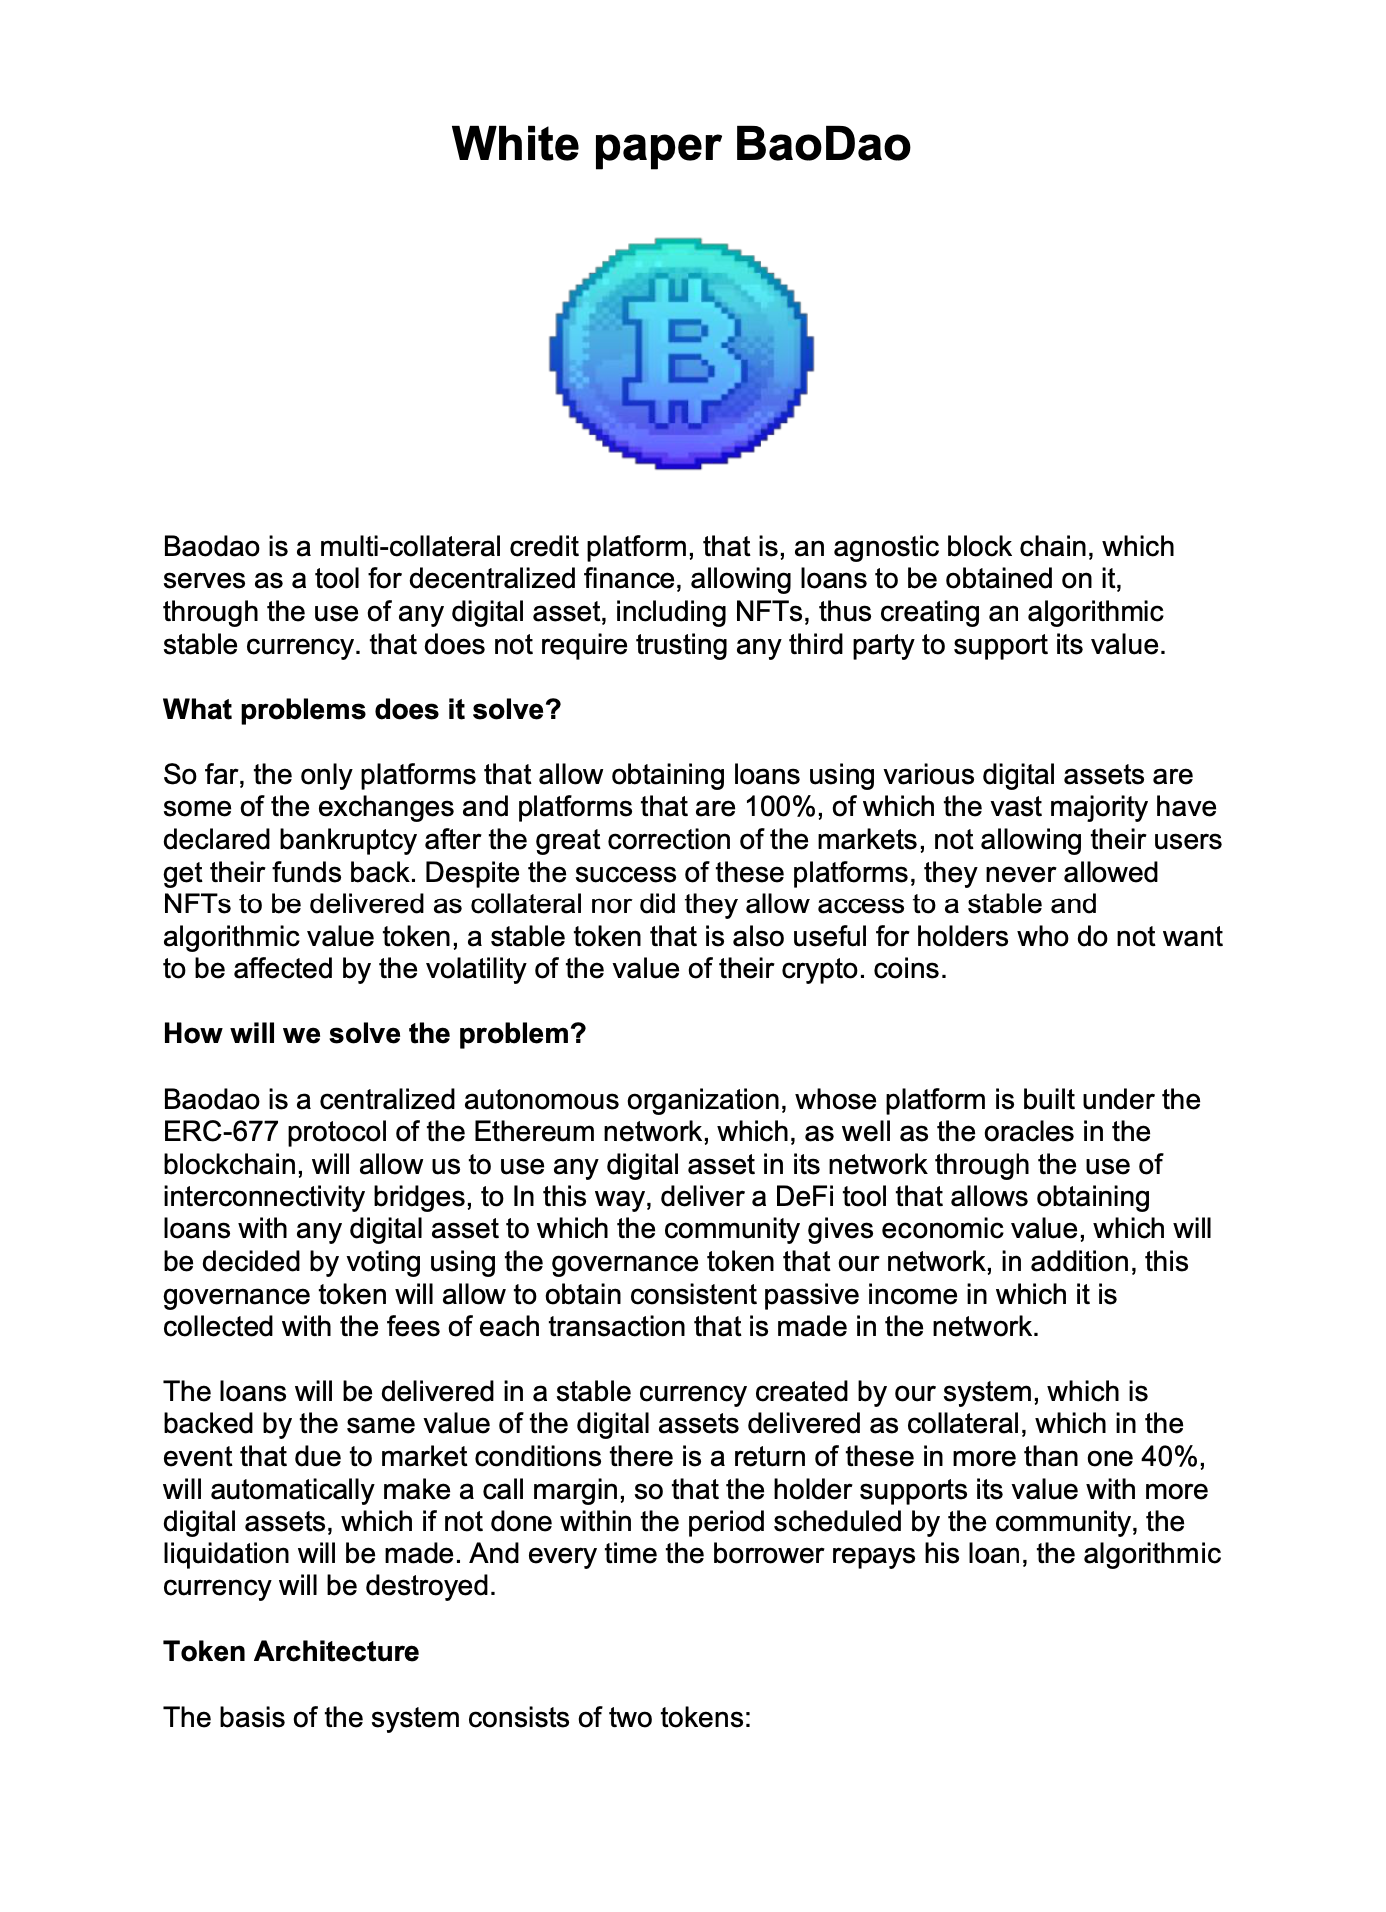 White paper BaoDao
B
Baodao is a multi-collateral credit platform, that is, an agnostic block chain, which
serves as a tool for decentralized finance, allowing loans to be obtained on it,
through the use of any digital asset, including NFTs, thus creating an algorithmic
stable currency. that does not require trusting any third party to support its value.
What problems does it solve?
So far, the only platforms that allow obtaining loans using various digital assets are
some of the exchanges and platforms that are 100%, of which the vast majority have
declared bankruptcy after the great correction of the markets, not allowing their users
get their funds back. Despite the success of these platforms, they never allowed
NFTs to be delivered as collateral nor did they allow access to a stable and
algorithmic value token, a stable token that is also useful for holders who do not want
to be affected by the volatility of the value of their crypto. coins.
How will we solve the problem?
Baodao is a centralized autonomous organization, whose platform is built under the
ERC-677 protocol of the Ethereum network, which, as well as the oracles in the
blockchain, will allow us to use any digital asset in its network through the use of
interconnectivity bridges, to In this way, deliver a DeFi tool that allows obtaining
loans with any digital asset to which the community gives economic value, which will
be decided by voting using the governance token that our network, in addition, this
governance token will allow to obtain consistent passive income in which it is
collected with the fees of each transaction that is made in the network.
The loans will be delivered in a stable currency created by our system, which is
backed by the same value of the digital assets delivered as collateral, which in the
event that due to market conditions there is a return of these in more than one 40%,
will automatically make a call margin, so that the holder supports its value with more
digital assets, which if not done within the period scheduled by the community, the
liquidation will be made. And every time the borrower repays his loan, the algorithmic
currency will be destroyed.
Token Architecture
The basis of the system consists of two tokens: